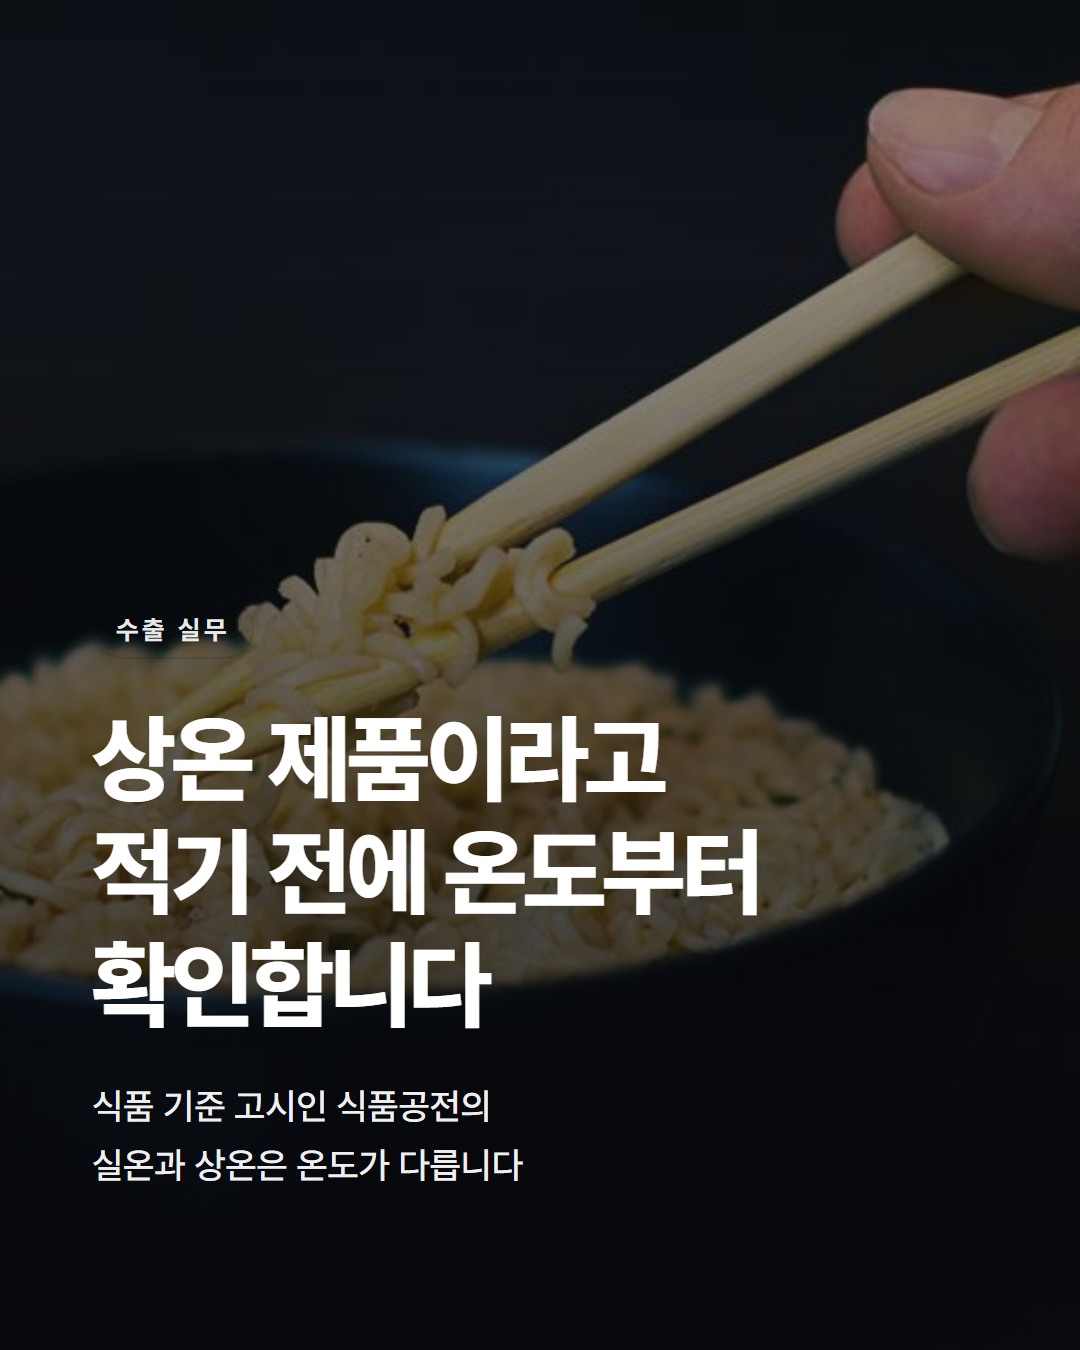 수출 실무
상온 제품이라고
적기 전에 온도부터
확인합니다
식품 기준 고시인 식품공전의
실온과 상온은 온도가 다릅니다